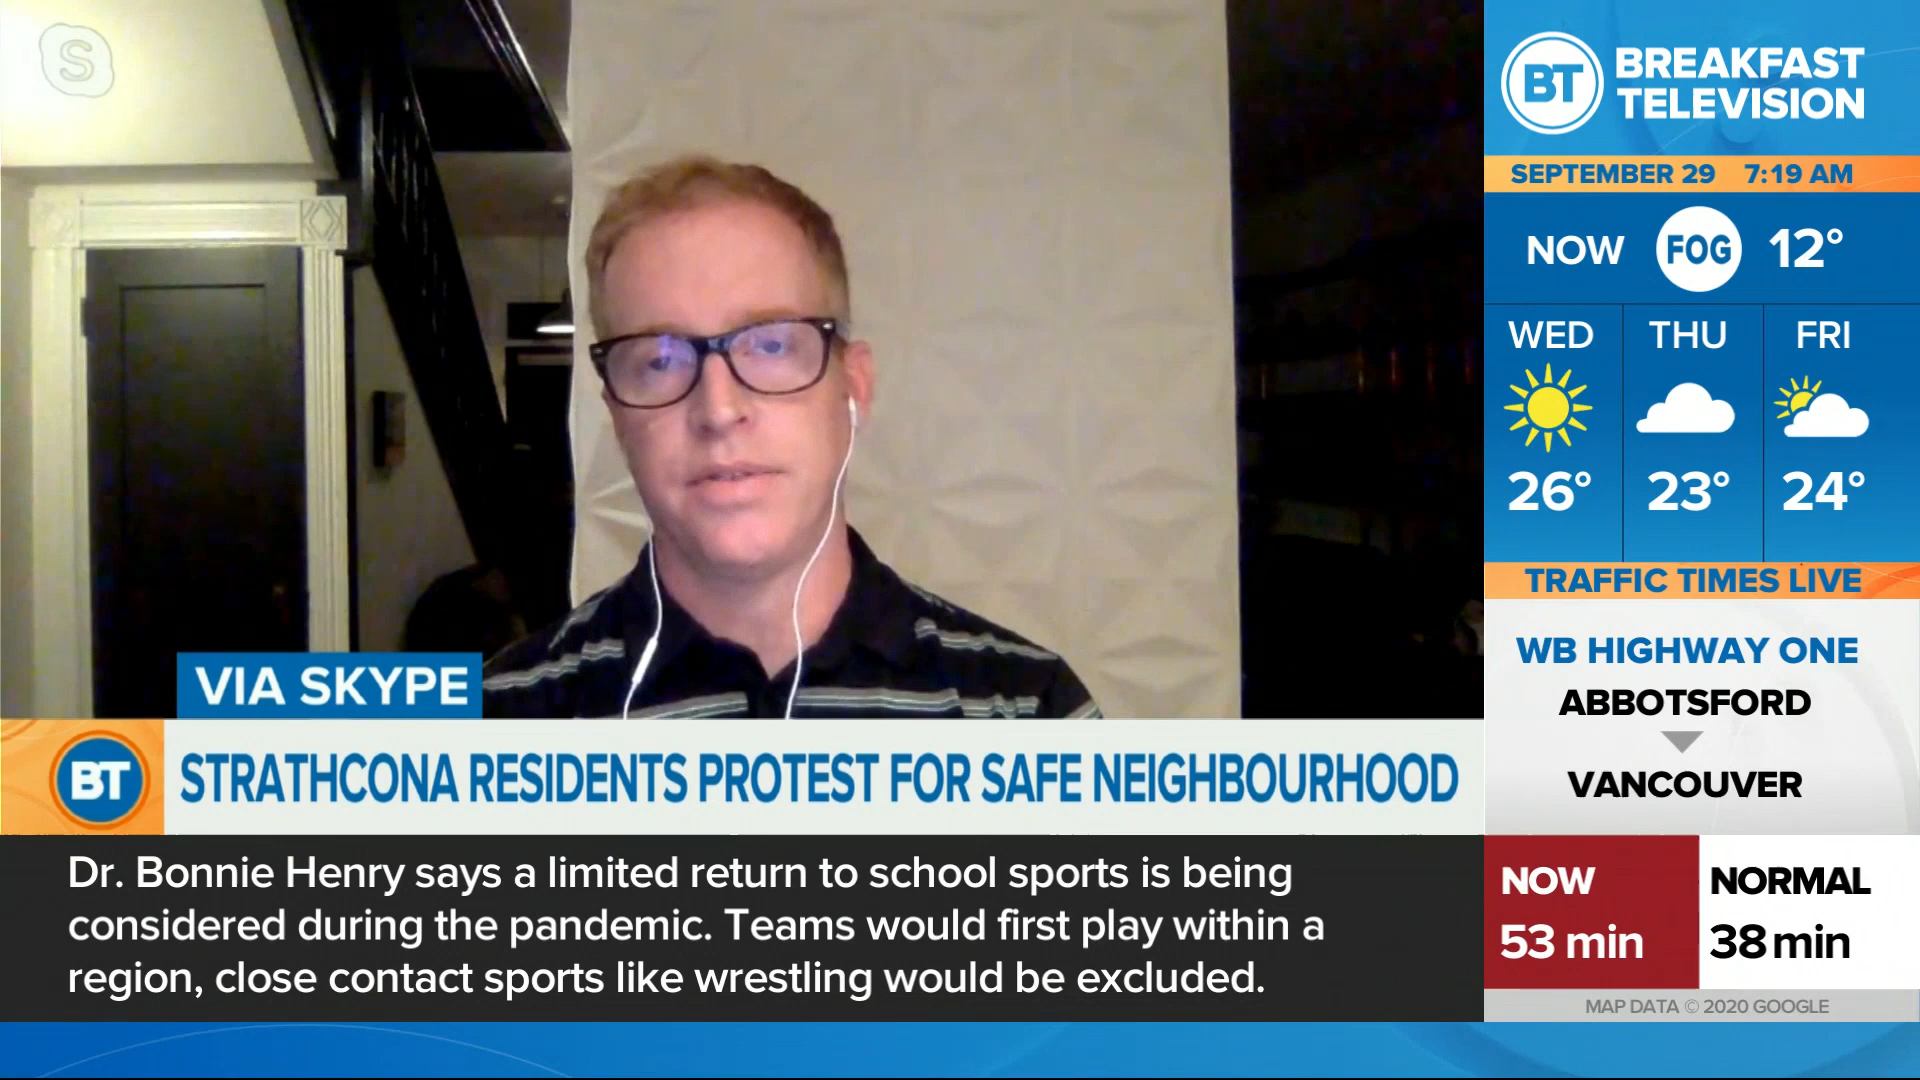 S
BT
BREAKFAST
TELEVISION
SEPTEMBER 29 7:19 AM
NOW FOG 12°
WED THU FRI
26° 23° 24°
TRAFFIC TIMES LIVE
WB HIGHWAY ONE
ABBOTSFORD
VANCOUVER
NOW NORMAL
53 min 38 min
MAP DATA © 2020 GOOGLE
VIA SKYPE
BT STRATHCONA RESIDENTS PROTEST FOR SAFE NEIGHBOURHOOD
Dr. Bonnie Henry says a limited return to school sports is being
considered during the pandemic. Teams would first play within a
region, close contact sports like wrestling would be excluded.